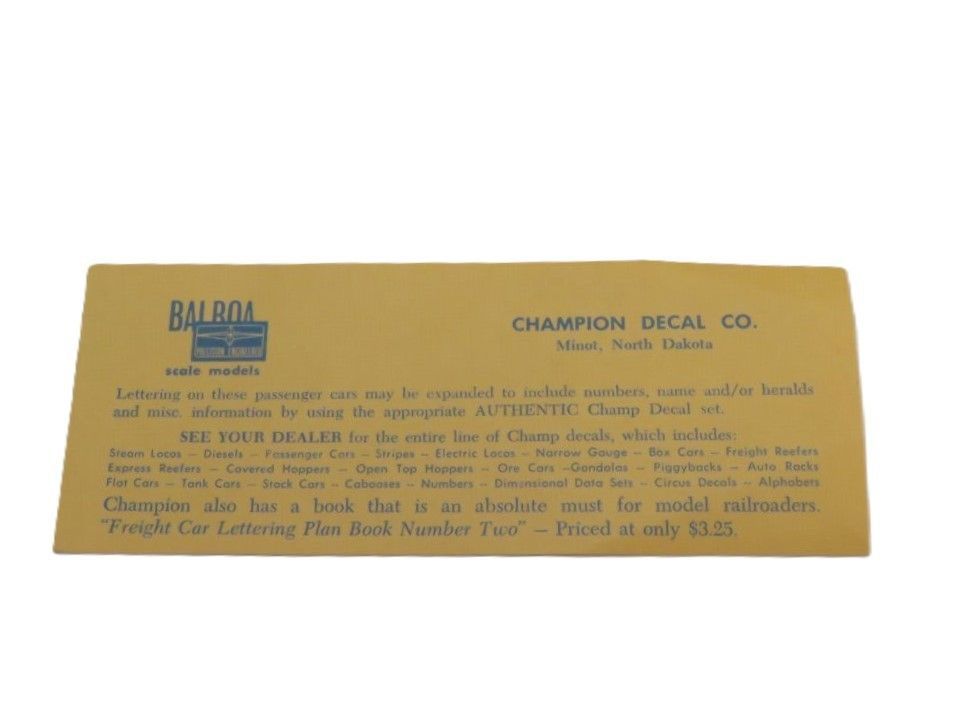 BALBOA
scale models
CHAMPION DECAL CO.
Minot, North Dakota
Lettering on these passenger cars may be expanded to include numbers, name and/or heralds
and misc. information by using the appropriate AUTHENTIC Champ Decal set.
SEE YOUR DEALER for the entire line of Champ decals, which includes:
Steam Locos -- Diesels -- Passenger Cars -- Stripes -- Electric Locos -- Narrow Gauge -- Box Cars -- Freight Reefers
Express Reefers -- Covered Hoppers -- Open Top Hoppers -- Ore Cars --Gondolas -- Piggybacks -- Auto Racks
Flat Cars -- Tank Cars -- Stock Cars -- Cabooses -- Numbers -- Dimensional Data Sets -- Circus Decals -- Alphabets
Champion also has a book that is an absolute must for model railroaders.
"Freight Car Lettering Plan Book Number Two" — Priced at only $3.25.